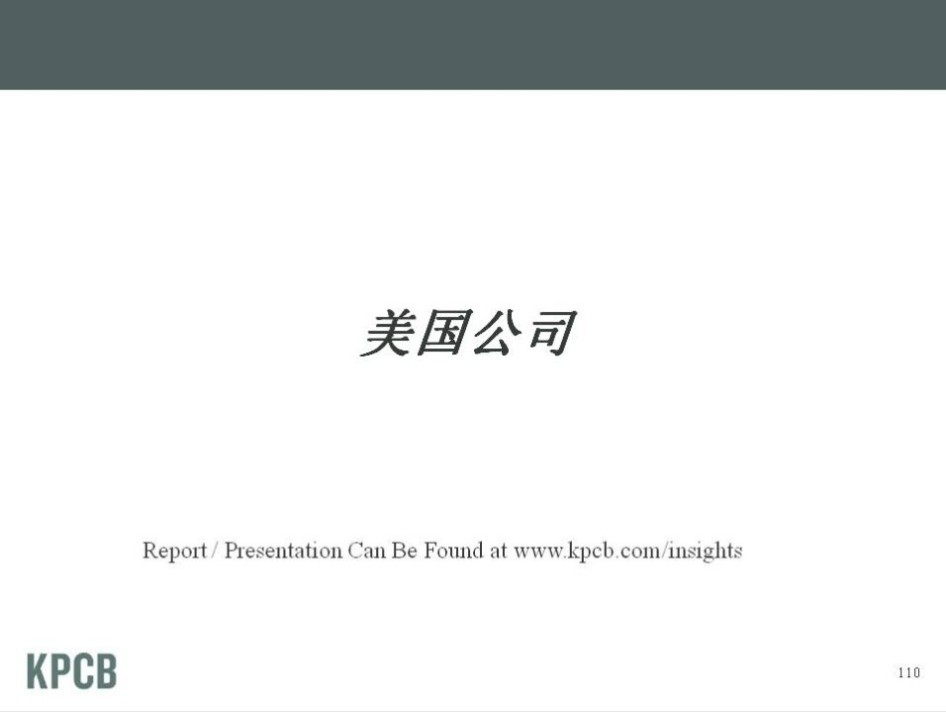 美国公司
Report / Presentation Can Be Found at www.kpcb.com/insights
KPCB
110